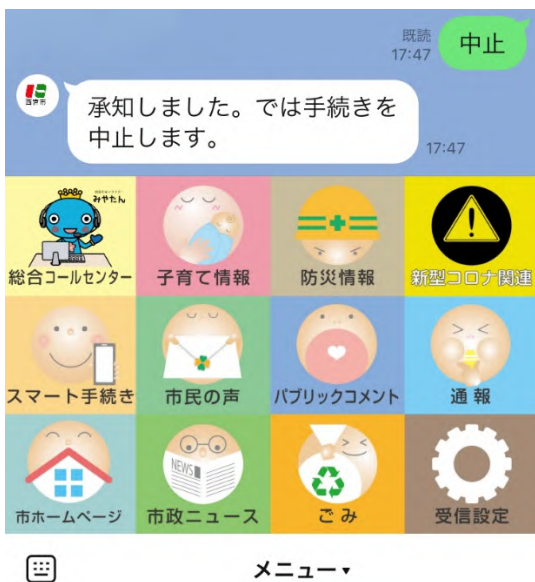 既読
17:47
中止
西宮市
承知しました。では手続きを
中止します。
17:47
みやたん
総合コールセンター
子育て情報
防災情報
新型コロナ関連
スマート手続き
市民の声
パブリックコメント
通報
市ホームページ
NEWS
市政ニュース
ごみ
受信設定
メニュー▾